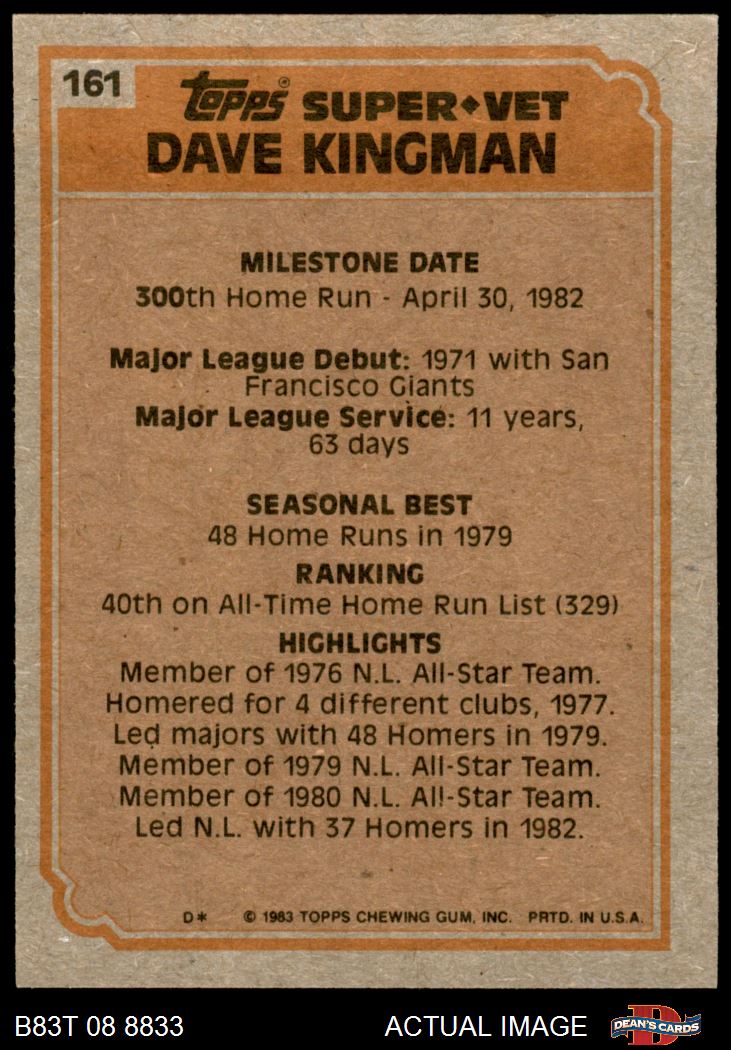 161
TOPPS® SUPER♦VET
DAVE KINGMAN
MILESTONE DATE
300th Home Run - April 30, 1982
Major League Debut: 1971 with San
Francisco Giants
Major League Service: 11 years,
63 days
SEASONAL BEST
48 Home Runs in 1979
RANKING
40th on All-Time Home Run List (329)
HIGHLIGHTS
Member of 1976 N.L. All-Star Team.
Homered for 4 different clubs, 1977.
Led majors with 48 Homers in 1979.
Member of 1979 N.L. All-Star Team.
Member of 1980 N.L. All-Star Team.
Led N.L. with 37 Homers in 1982.
D* © 1983 TOPPS CHEWING GUM, INC. PRTD. IN U.S.A.
B83T 08 8833 ACTUAL IMAGE DEAN'S CARDS